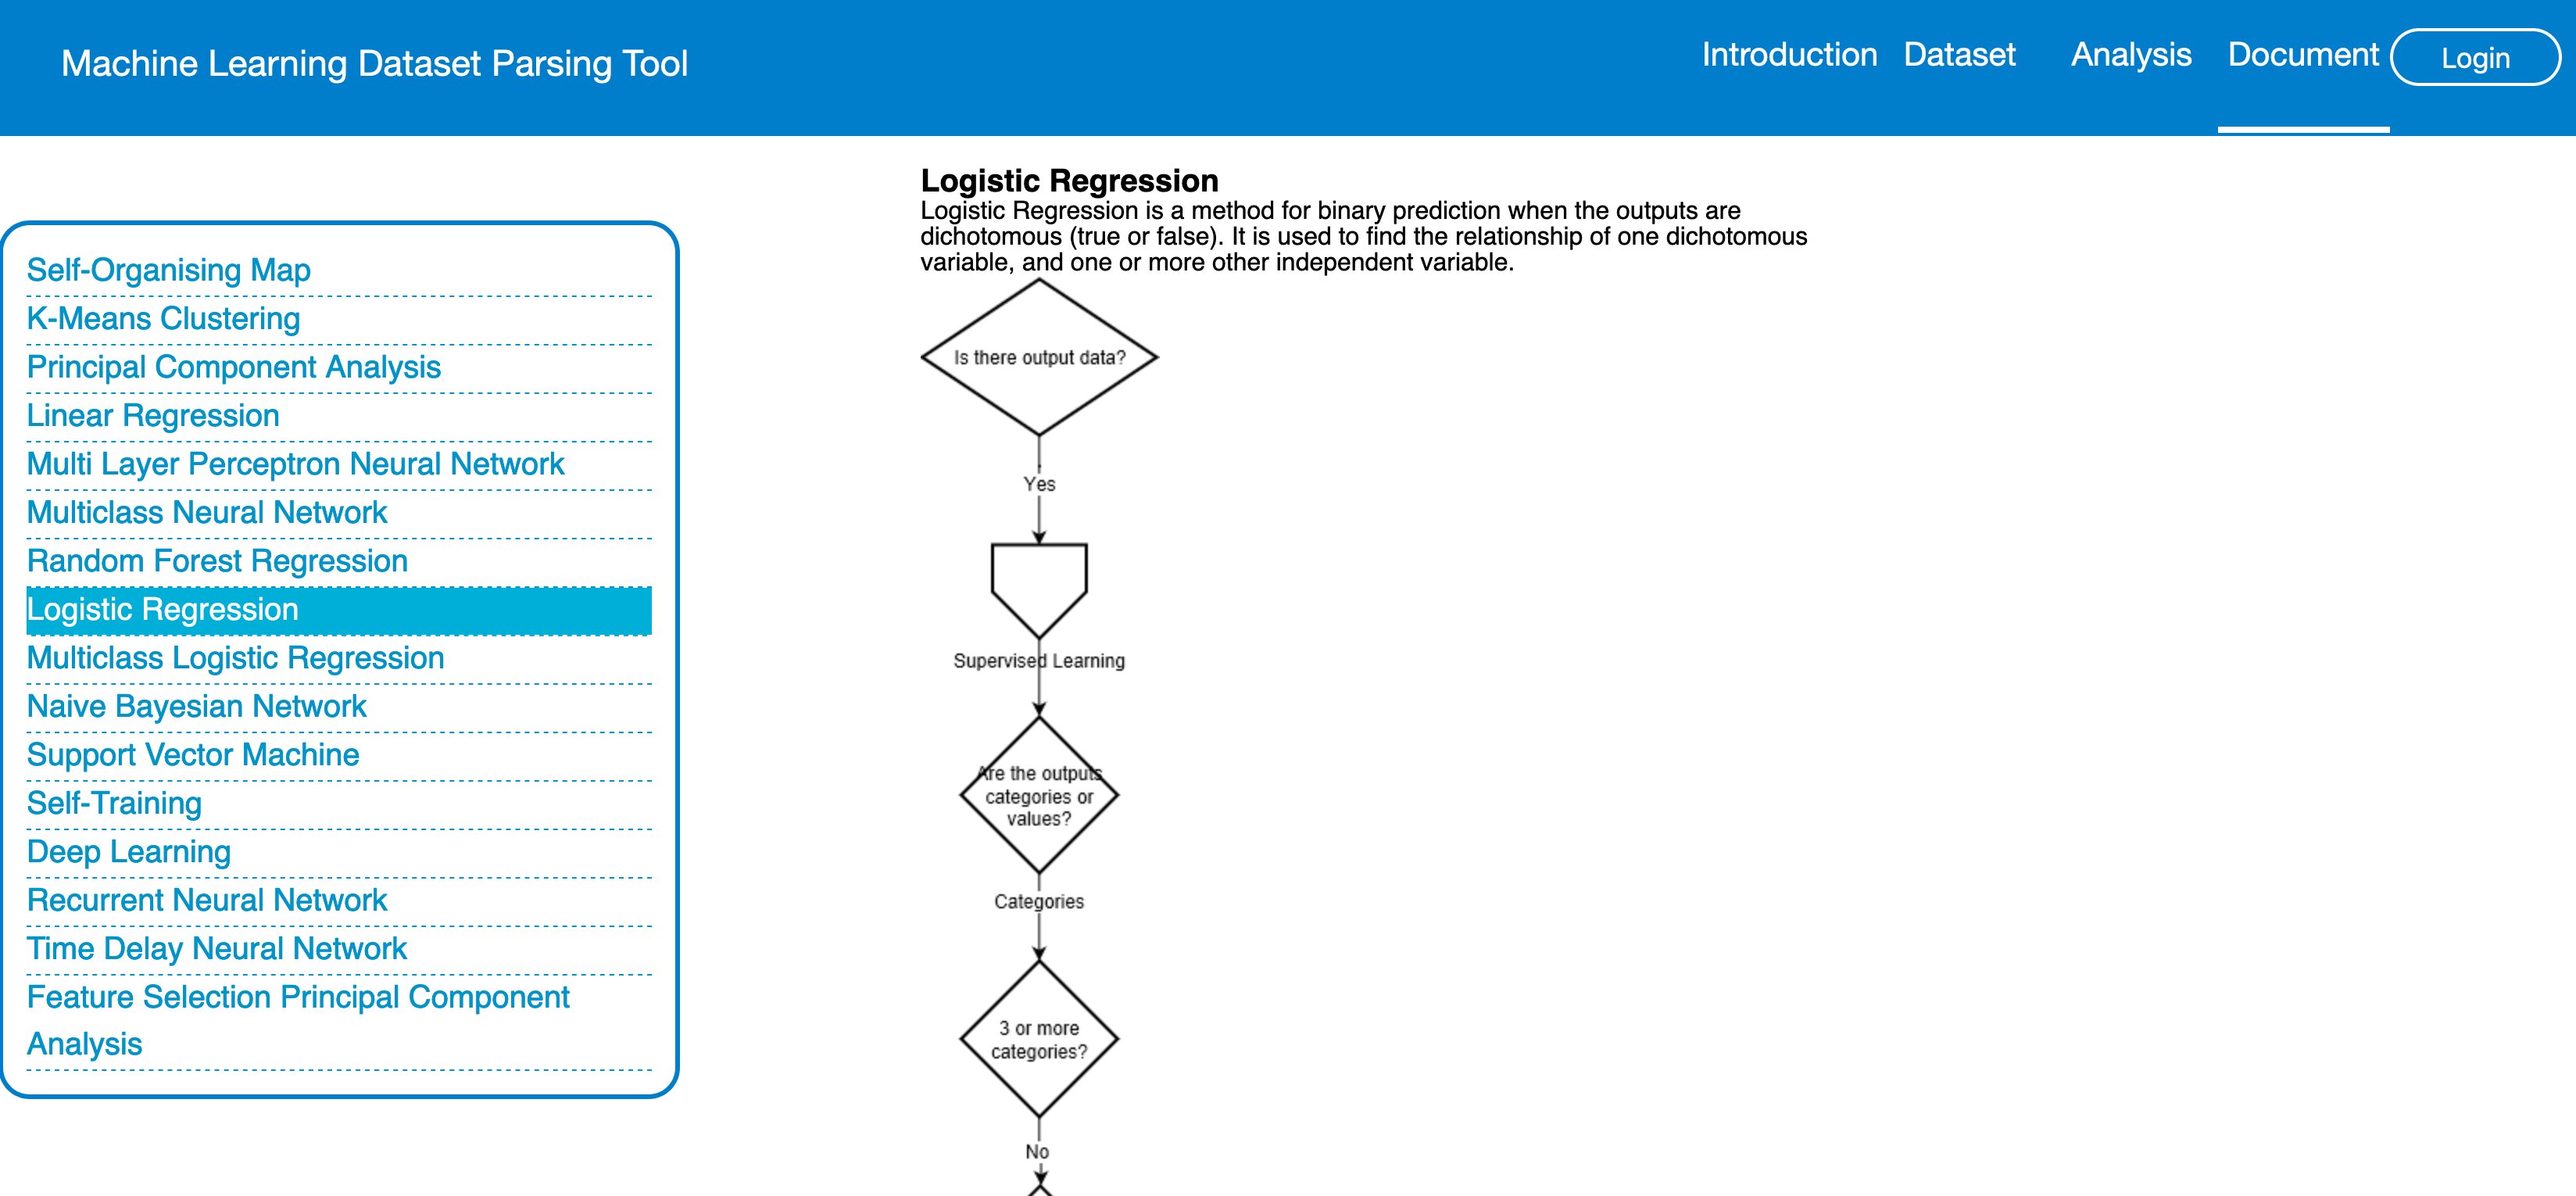 Machine Learning Dataset Parsing Tool
Introduction Dataset Analysis Document Login
Self-Organising Map
K-Means Clustering
Principal Component Analysis
Linear Regression
Multi Layer Perceptron Neural Network
Multiclass Neural Network
Random Forest Regression
Logistic Regression
Multiclass Logistic Regression
Naive Bayesian Network
Support Vector Machine
Self-Training
Deep Learning
Recurrent Neural Network
Time Delay Neural Network
Feature Selection Principal Component
Analysis
Logistic Regression
Logistic Regression is a method for binary prediction when the outputs are
dichotomous (true or false). It is used to find the relationship of one dichotomous
variable, and one or more other independent variable.
Is there output data?
Yes
Supervised Learning
Are the outputs
categories or
values?
Categories
3 or more
categories?
No